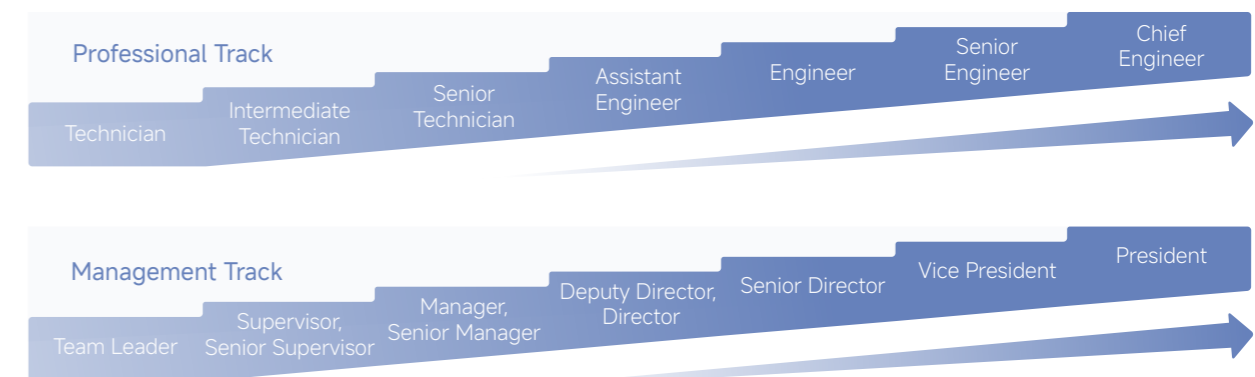 Professional Track
Technician
Intermediate
Technician
Senior
Technician
Assistant
Engineer
Engineer
Senior
Engineer
Chief
Engineer
Management Track
Team Leader
Supervisor,
Senior Supervisor
Manager,
Senior Manager
Deputy Director,
Director
Senior Director
Vice President
President